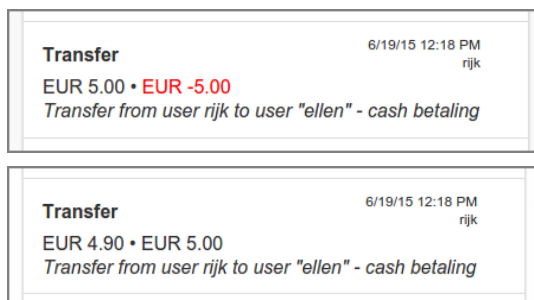 Transfer 6/19/15 12:18 PM
rijk
EUR 5.00 • EUR -5.00
Transfer from user rijk to user "ellen" - cash betaling
Transfer 6/19/15 12:18 PM
rijk
EUR 4.90 • EUR 5.00
Transfer from user rijk to user "ellen" - cash betaling